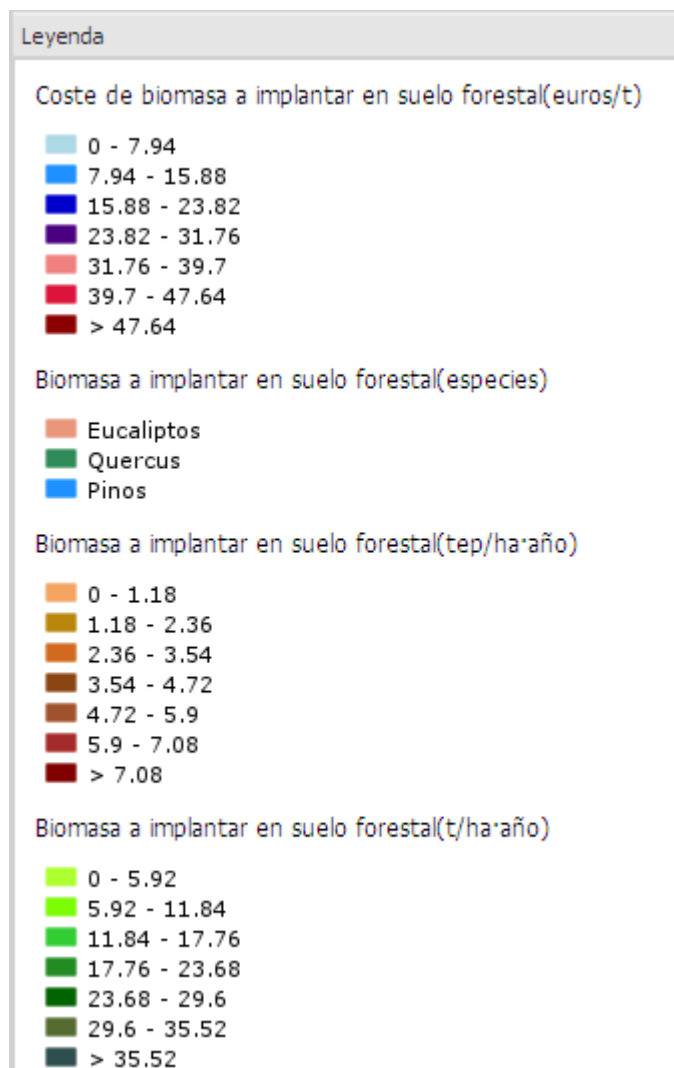 Leyenda
Coste de biomasa a implantar en suelo forestal(euros/t)
0 - 7.94
7.94 - 15.88
15.88 - 23.82
23.82 - 31.76
31.76 - 39.7
39.7 - 47.64
> 47.64
Biomasa a implantar en suelo forestal(especies)
Eucaliptos
Quercus
Pinos
Biomasa a implantar en suelo forestal(tep/ha·año)
0 - 1.18
1.18 - 2.36
2.36 - 3.54
3.54 - 4.72
4.72 - 5.9
5.9 - 7.08
> 7.08
Biomasa a implantar en suelo forestal(t/ha·año)
0 - 5.92
5.92 - 11.84
11.84 - 17.76
17.76 - 23.68
23.68 - 29.6
29.6 - 35.52
> 35.52